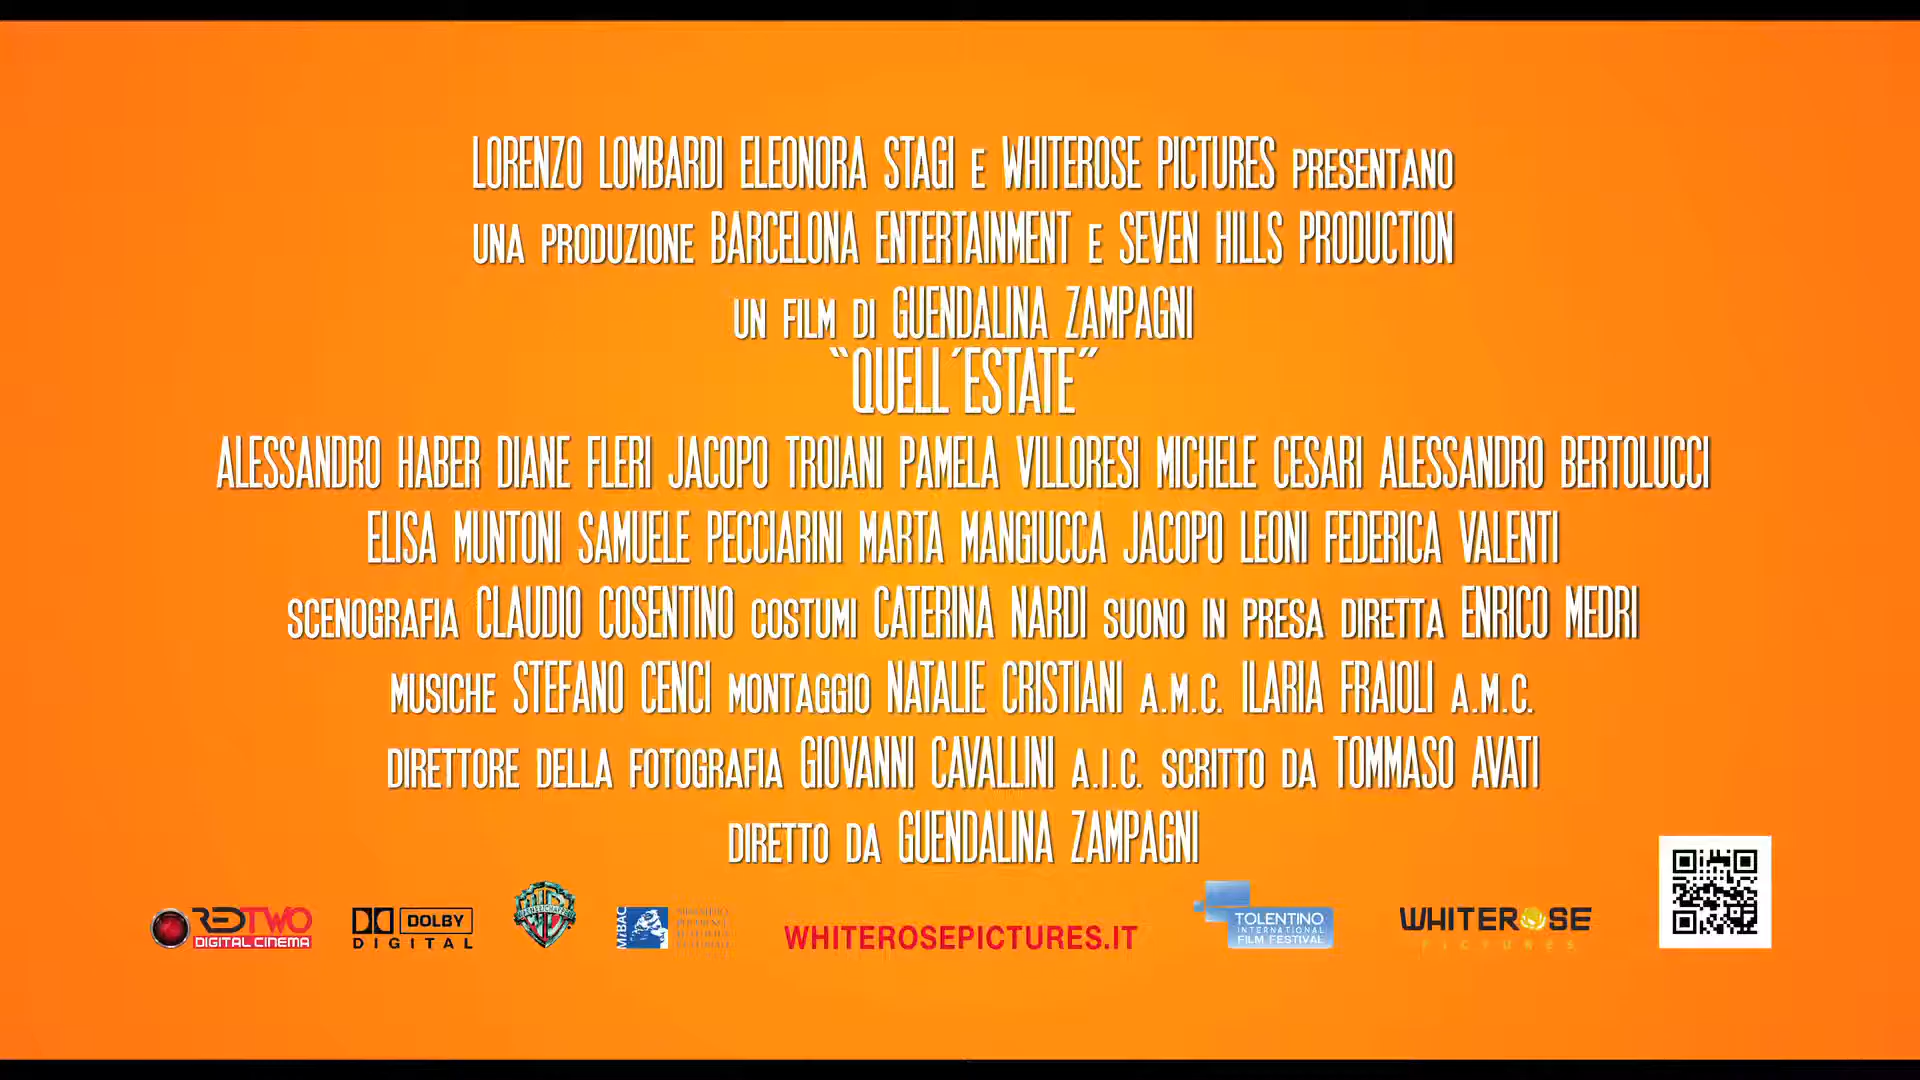 LORENZO LOMBARDI ELEONORA STAGI E WHITEROSE PICTURES PRESENTANO
UNA PRODUZIONE BARCELONA ENTERTAINMENT E SEVEN HILLS PRODUCTION
UN FILM DI GUENDALINA ZAMPAGNI
"QUELL´ESTATE"
ALESSANDRO HABER DIANE FLERI JACOPO TROIANI PAMELA VILLORESI MICHELE CESARI ALESSANDRO BERTOLUCCI
ELISA MUNTONI SAMUELE PECCIARINI MARTA MANGIUCCA JACOPO LEONI FEDERICA VALENTI
SCENOGRAFIA CLAUDIO COSENTINO COSTUMI CATERINA NARDI SUONO IN PRESA DIRETTA ENRICO MEDRI
MUSICHE STEFANO CENCI MONTAGGIO NATALIE CRISTIANI A.M.C. ILARIA FRAIOLI A.M.C.
DIRETTORE DELLA FOTOGRAFIA GIOVANNI CAVALLINI A.I.C. SCRITTO DA TOMMASO AVATI
DIRETTO DA GUENDALINA ZAMPAGNI
REDTWO
DIGITAL CINEMA
DOLBY
DIGITAL
MiBAC
WHITEROSEPICTURES.IT
TOLENTINO
INTERNATIONAL
FILM FESTIVAL
WHITEROSE
PICTURES